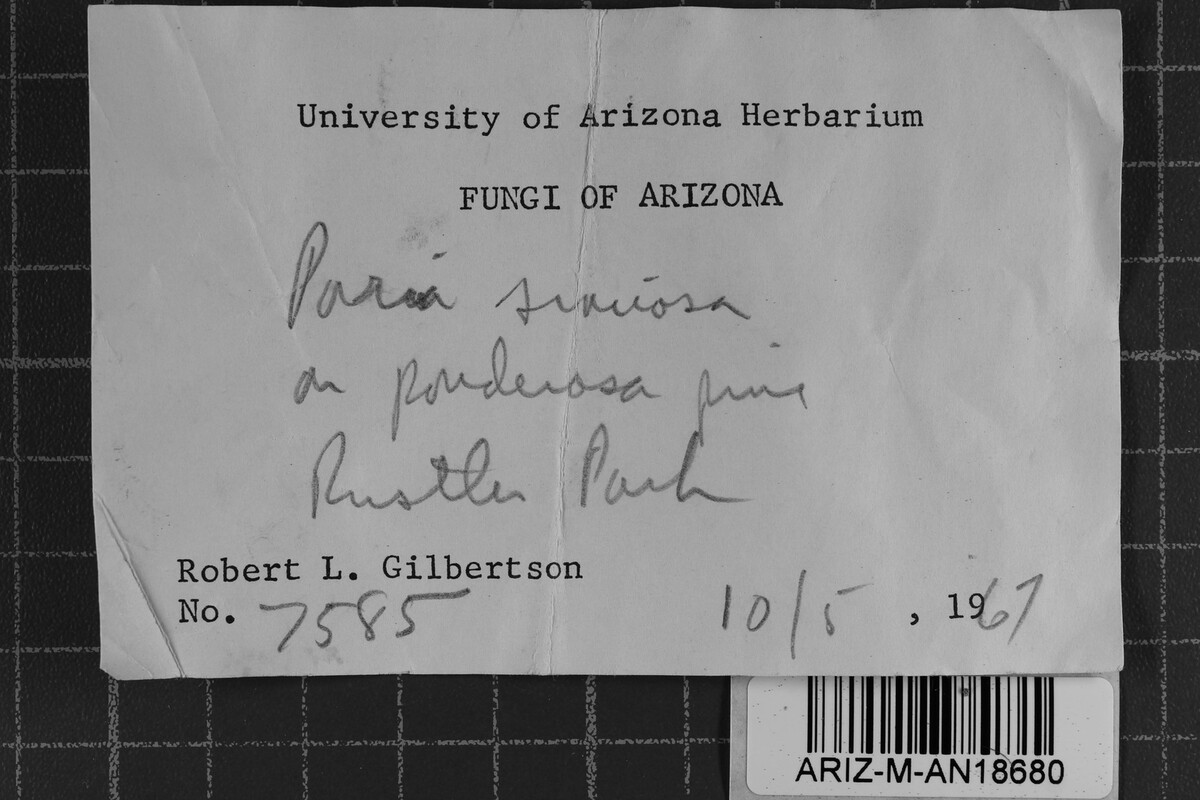 University of Arizona Herbarium
FUNGI OF ARIZONA
Poria sinuosa
on ponderosa pine
Rustler Park
Robert L. Gilbertson
No. 7585 10/5 , 1967
ARIZ-M-AN18680